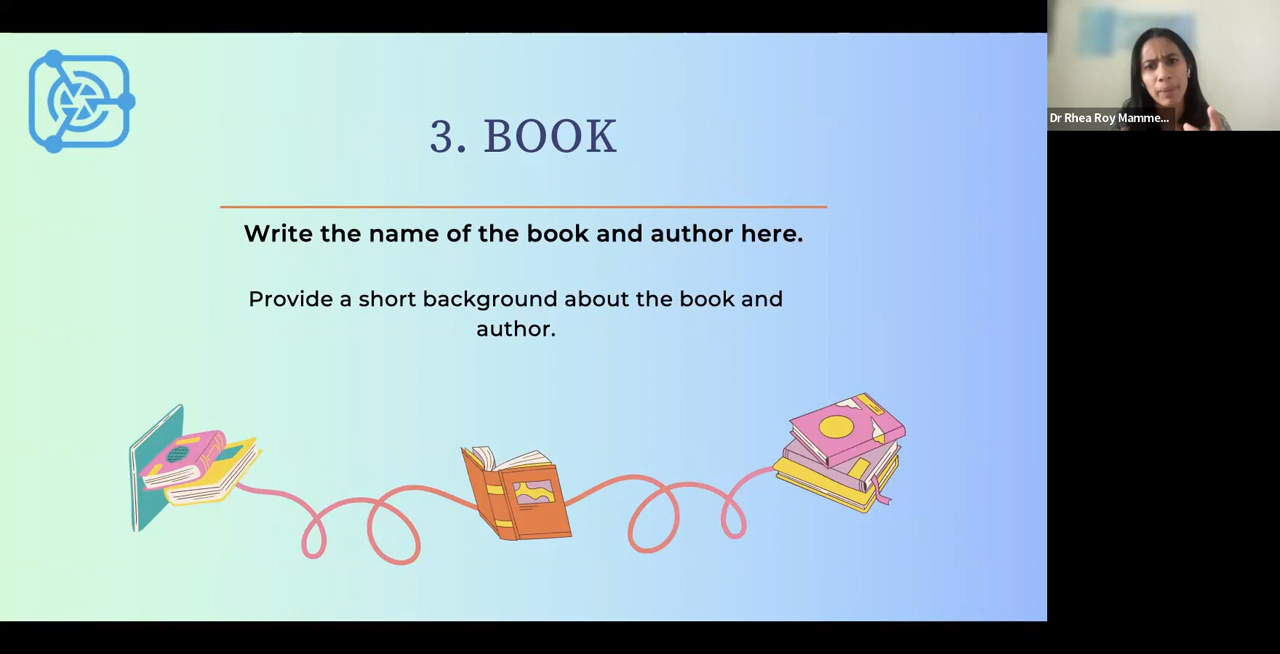 3. BOOK
Write the name of the book and author here.
Provide a short background about the book and
author.
Dr Rhea Roy Mamme...